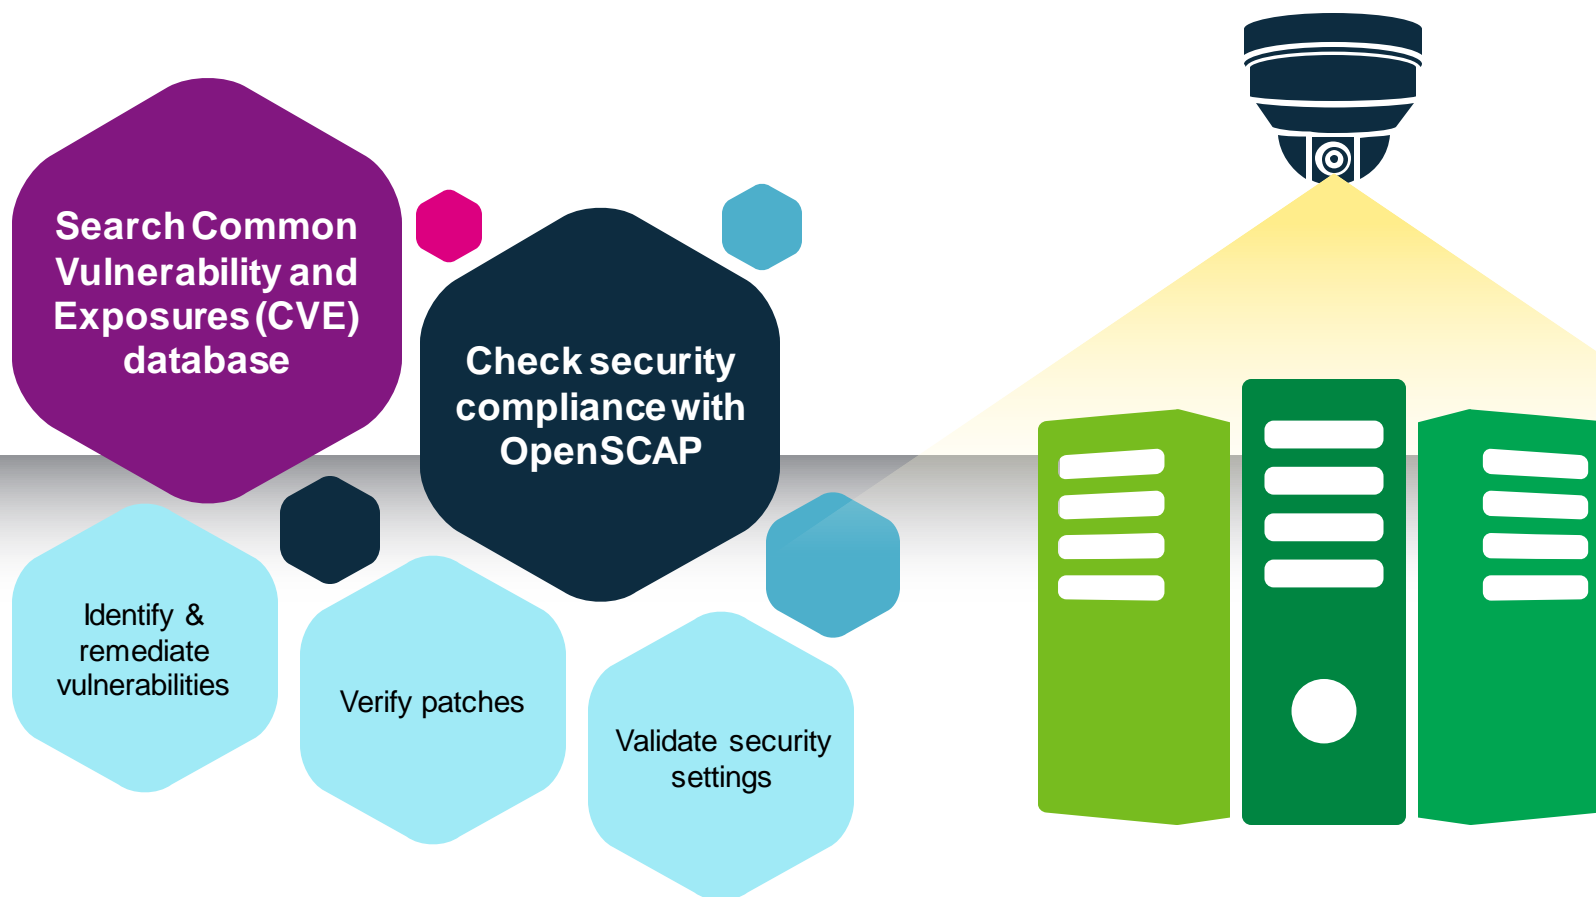 Search Common
Vulnerability and
Exposures (CVE)
database
Check security
compliance with
OpenSCAP
Identify &
remediate
vulnerabilities
Verify patches
Validate security
settings